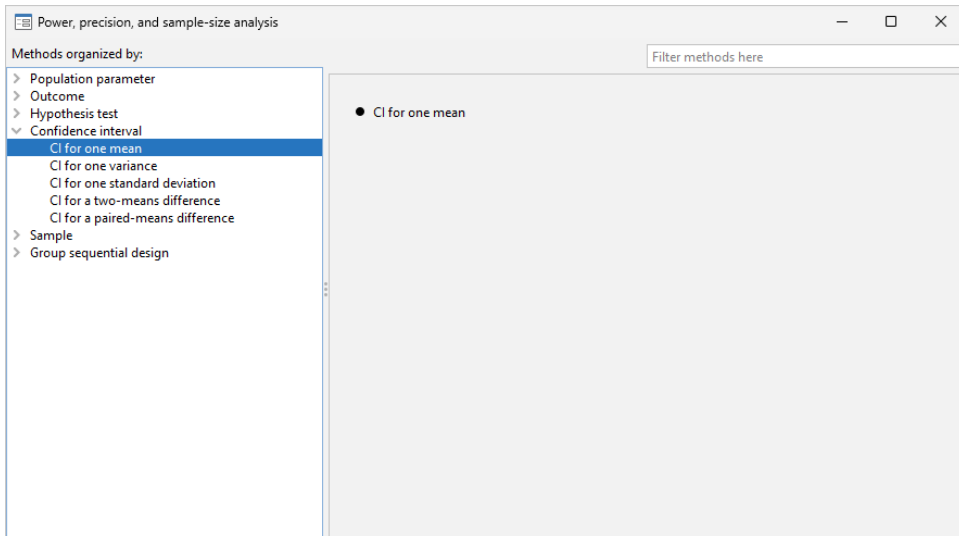 Power, precision, and sample-size analysis
Methods organized by:
Filter methods here
Population parameter
Outcome
Hypothesis test
Confidence interval
CI for one mean
CI for one variance
CI for one standard deviation
CI for a two-means difference
CI for a paired-means difference
Sample
Group sequential design
CI for one mean